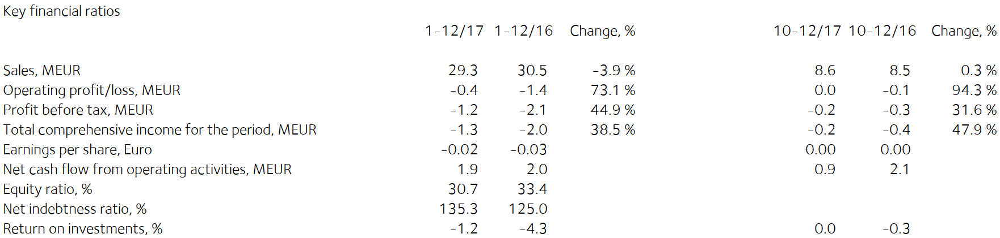 Key financial ratios
1-12/17 1-12/16 Change, % 10-12/17 10-12/16 Change, %
Sales, MEUR 29.3 30.5 -3.9 % 8.6 8.5 0.3 %
Operating profit/loss, MEUR -0.4 -1.4 73.1 % 0.0 -0.1 94.3 %
Profit before tax, MEUR -1.2 -2.1 44.9 % -0.2 -0.3 31.6 %
Total comprehensive income for the period, MEUR -1.3 -2.0 38.5 % -0.2 -0.4 47.9 %
Earnings per share, Euro -0.02 -0.03 0.00 0.00
Net cash flow from operating activities, MEUR 1.9 2.0 0.9 2.1
Equity ratio, % 30.7 33.4
Net indebtness ratio, % 135.3 125.0
Return on investments, % -1.2 -4.3 0.0 -0.3